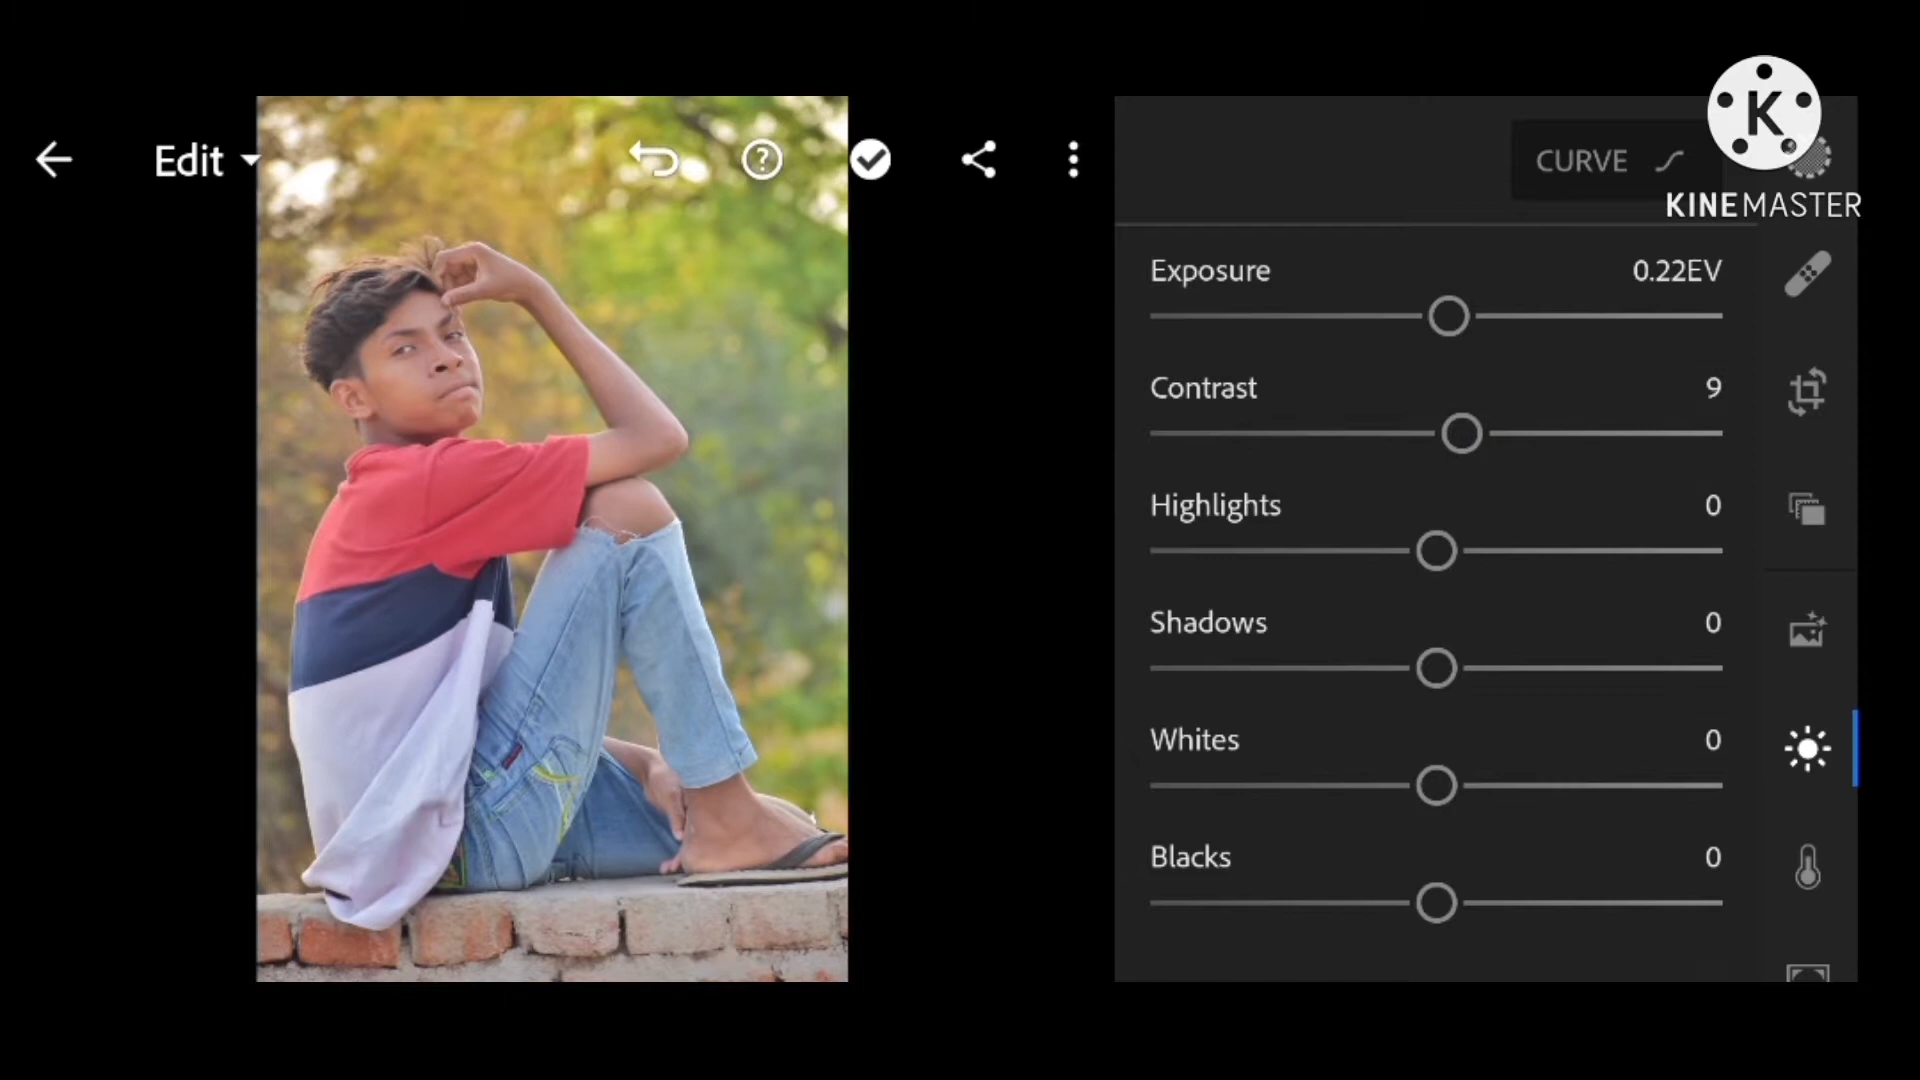 Edit
CURVE
K
KINEMASTER
Exposure 0.22EV
Contrast 9
Highlights 0
Shadows 0
Whites 0
Blacks 0